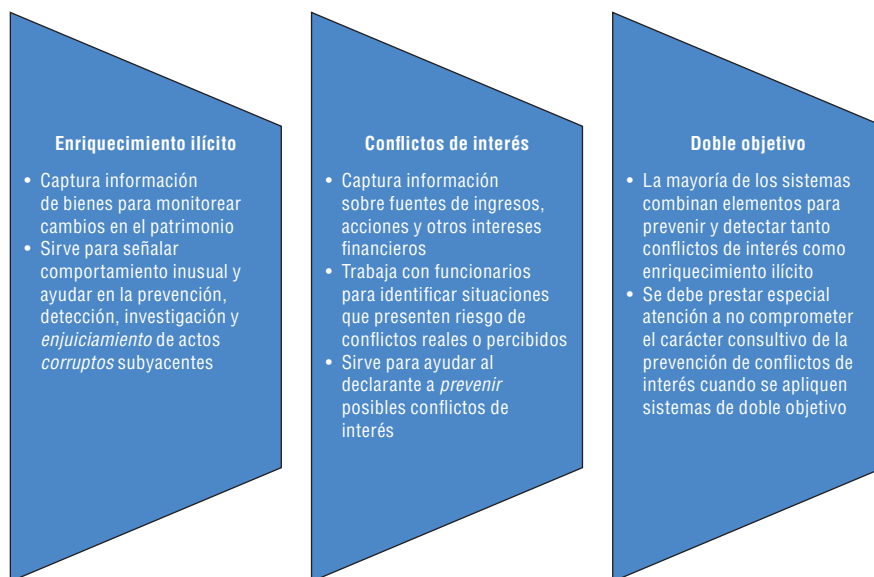 Enriquecimiento ilícito
• Captura información
de bienes para monitorear
cambios en el patrimonio
• Sirve para señalar
comportamiento inusual y
ayudar en la prevención,
detección, investigación y
enjuiciamiento de actos
corruptos subyacentes
Conflictos de interés
• Captura información
sobre fuentes de ingresos,
acciones y otros intereses
financieros
• Trabaja con funcionarios
para identificar situaciones
que presenten riesgo de
conflictos reales o percibidos
• Sirve para ayudar al
declarante a prevenir
posibles conflictos de
interés
Doble objetivo
• La mayoría de los sistemas
combinan elementos para
prevenir y detectar tanto
conflictos de interés como
enriquecimiento ilícito
• Se debe prestar especial
atención a no comprometer
el carácter consultivo de la
prevención de conflictos de
interés cuando se apliquen
sistemas de doble objetivo